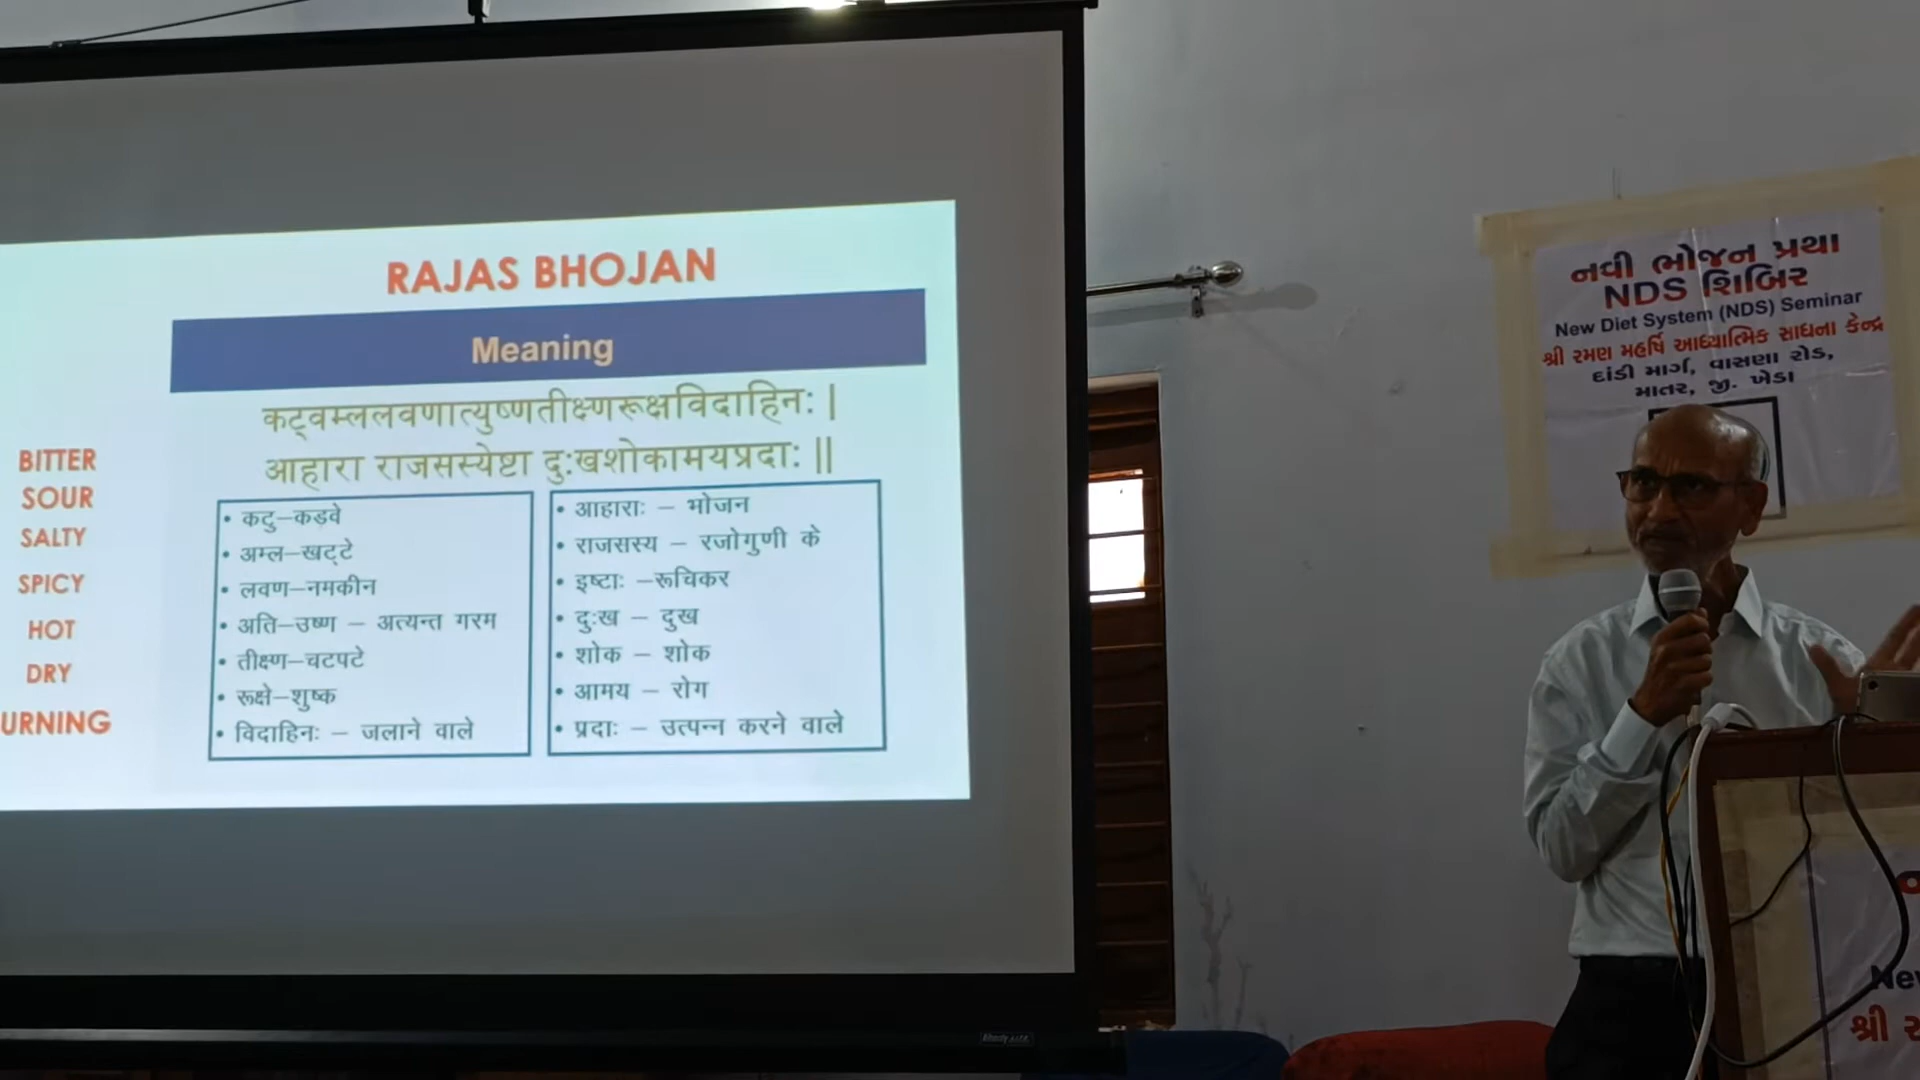 RAJAS BHOJAN
Meaning
कट्वम्ललवणात्युष्णतीक्ष्णरूक्षविदाहिनः |
आहारा राजसस्येष्टा दुःखशोकामयप्रदाः ||
BITTER
SOUR
SALTY
SPICY
HOT
DRY
URNING
• कटु–कडवे
• अम्ल–खट्टे
• लवण–नमकीन
• अति–उष्ण – अत्यन्त गरम
• तीक्ष्ण–चटपटे
• रूक्षे–शुष्क
• विदाहिनः – जलाने वाले
• आहाराः – भोजन
• राजसस्य – रजोगुणी के
• इष्टाः –रूचिकर
• दुःख – दुख
• शोक – शोक
• आमय – रोग
• प्रदाः – उत्पन्न करने वाले
નવી ભોજન પ્રથા
NDS શિબિર
New Diet System (NDS) Seminar
શ્રી રમણ મહર્ષિ આધ્યાત્મિક સાધના કેન્દ્ર
દાંડી માર્ગ, વાસણા રોડ,
માતર, જી. ખેડા
શ્રી